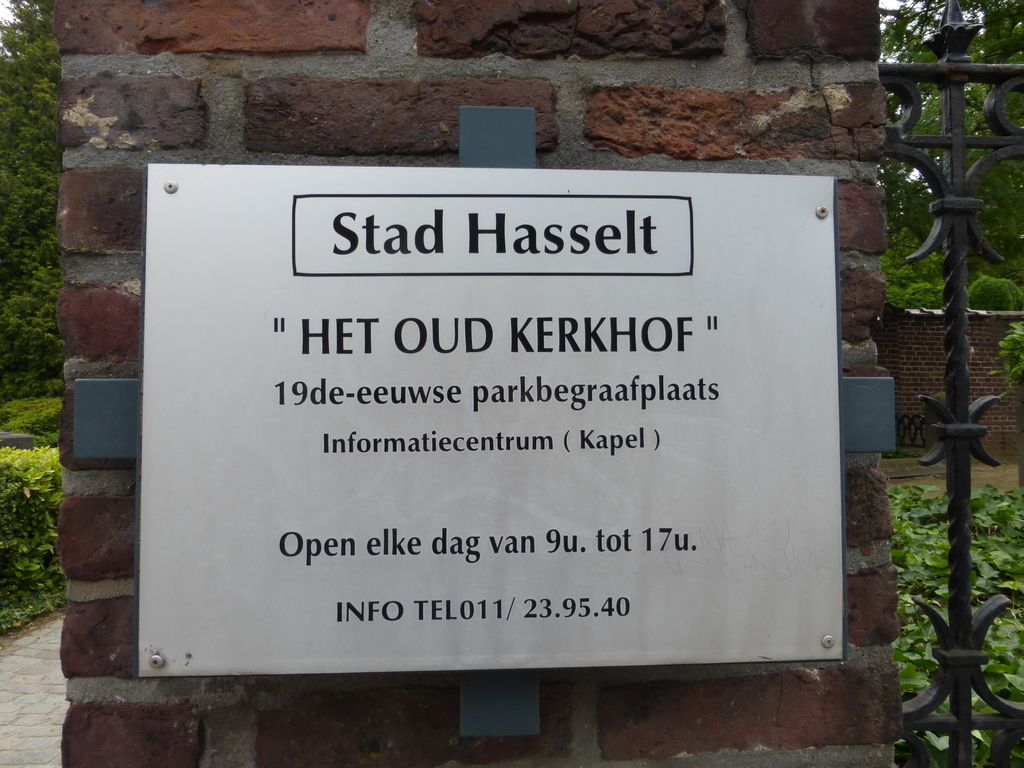 Stad Hasselt
" HET OUD KERKHOF "
19de-eeuwse parkbegraafplaats
Informatiecentrum ( Kapel )
Open elke dag van 9u. tot 17u.
INFO TEL011/ 23.95.40